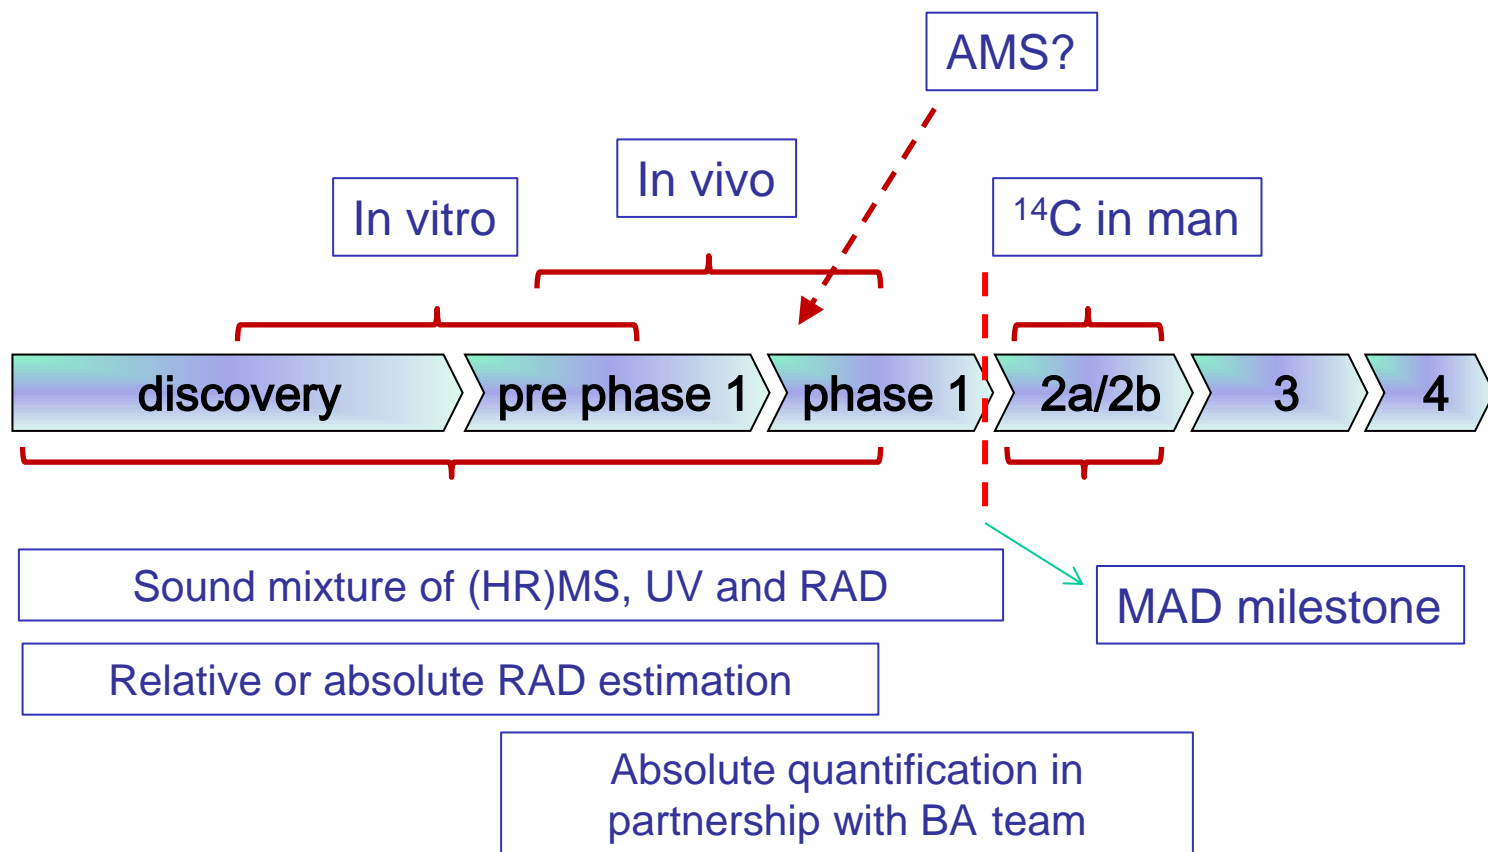 AMS?
In vivo
In vitro
¹⁴C in man
discovery
pre phase 1
phase 1
2a/2b
3
4
Sound mixture of (HR)MS, UV and RAD
MAD milestone
Relative or absolute RAD estimation
Absolute quantification in
partnership with BA team